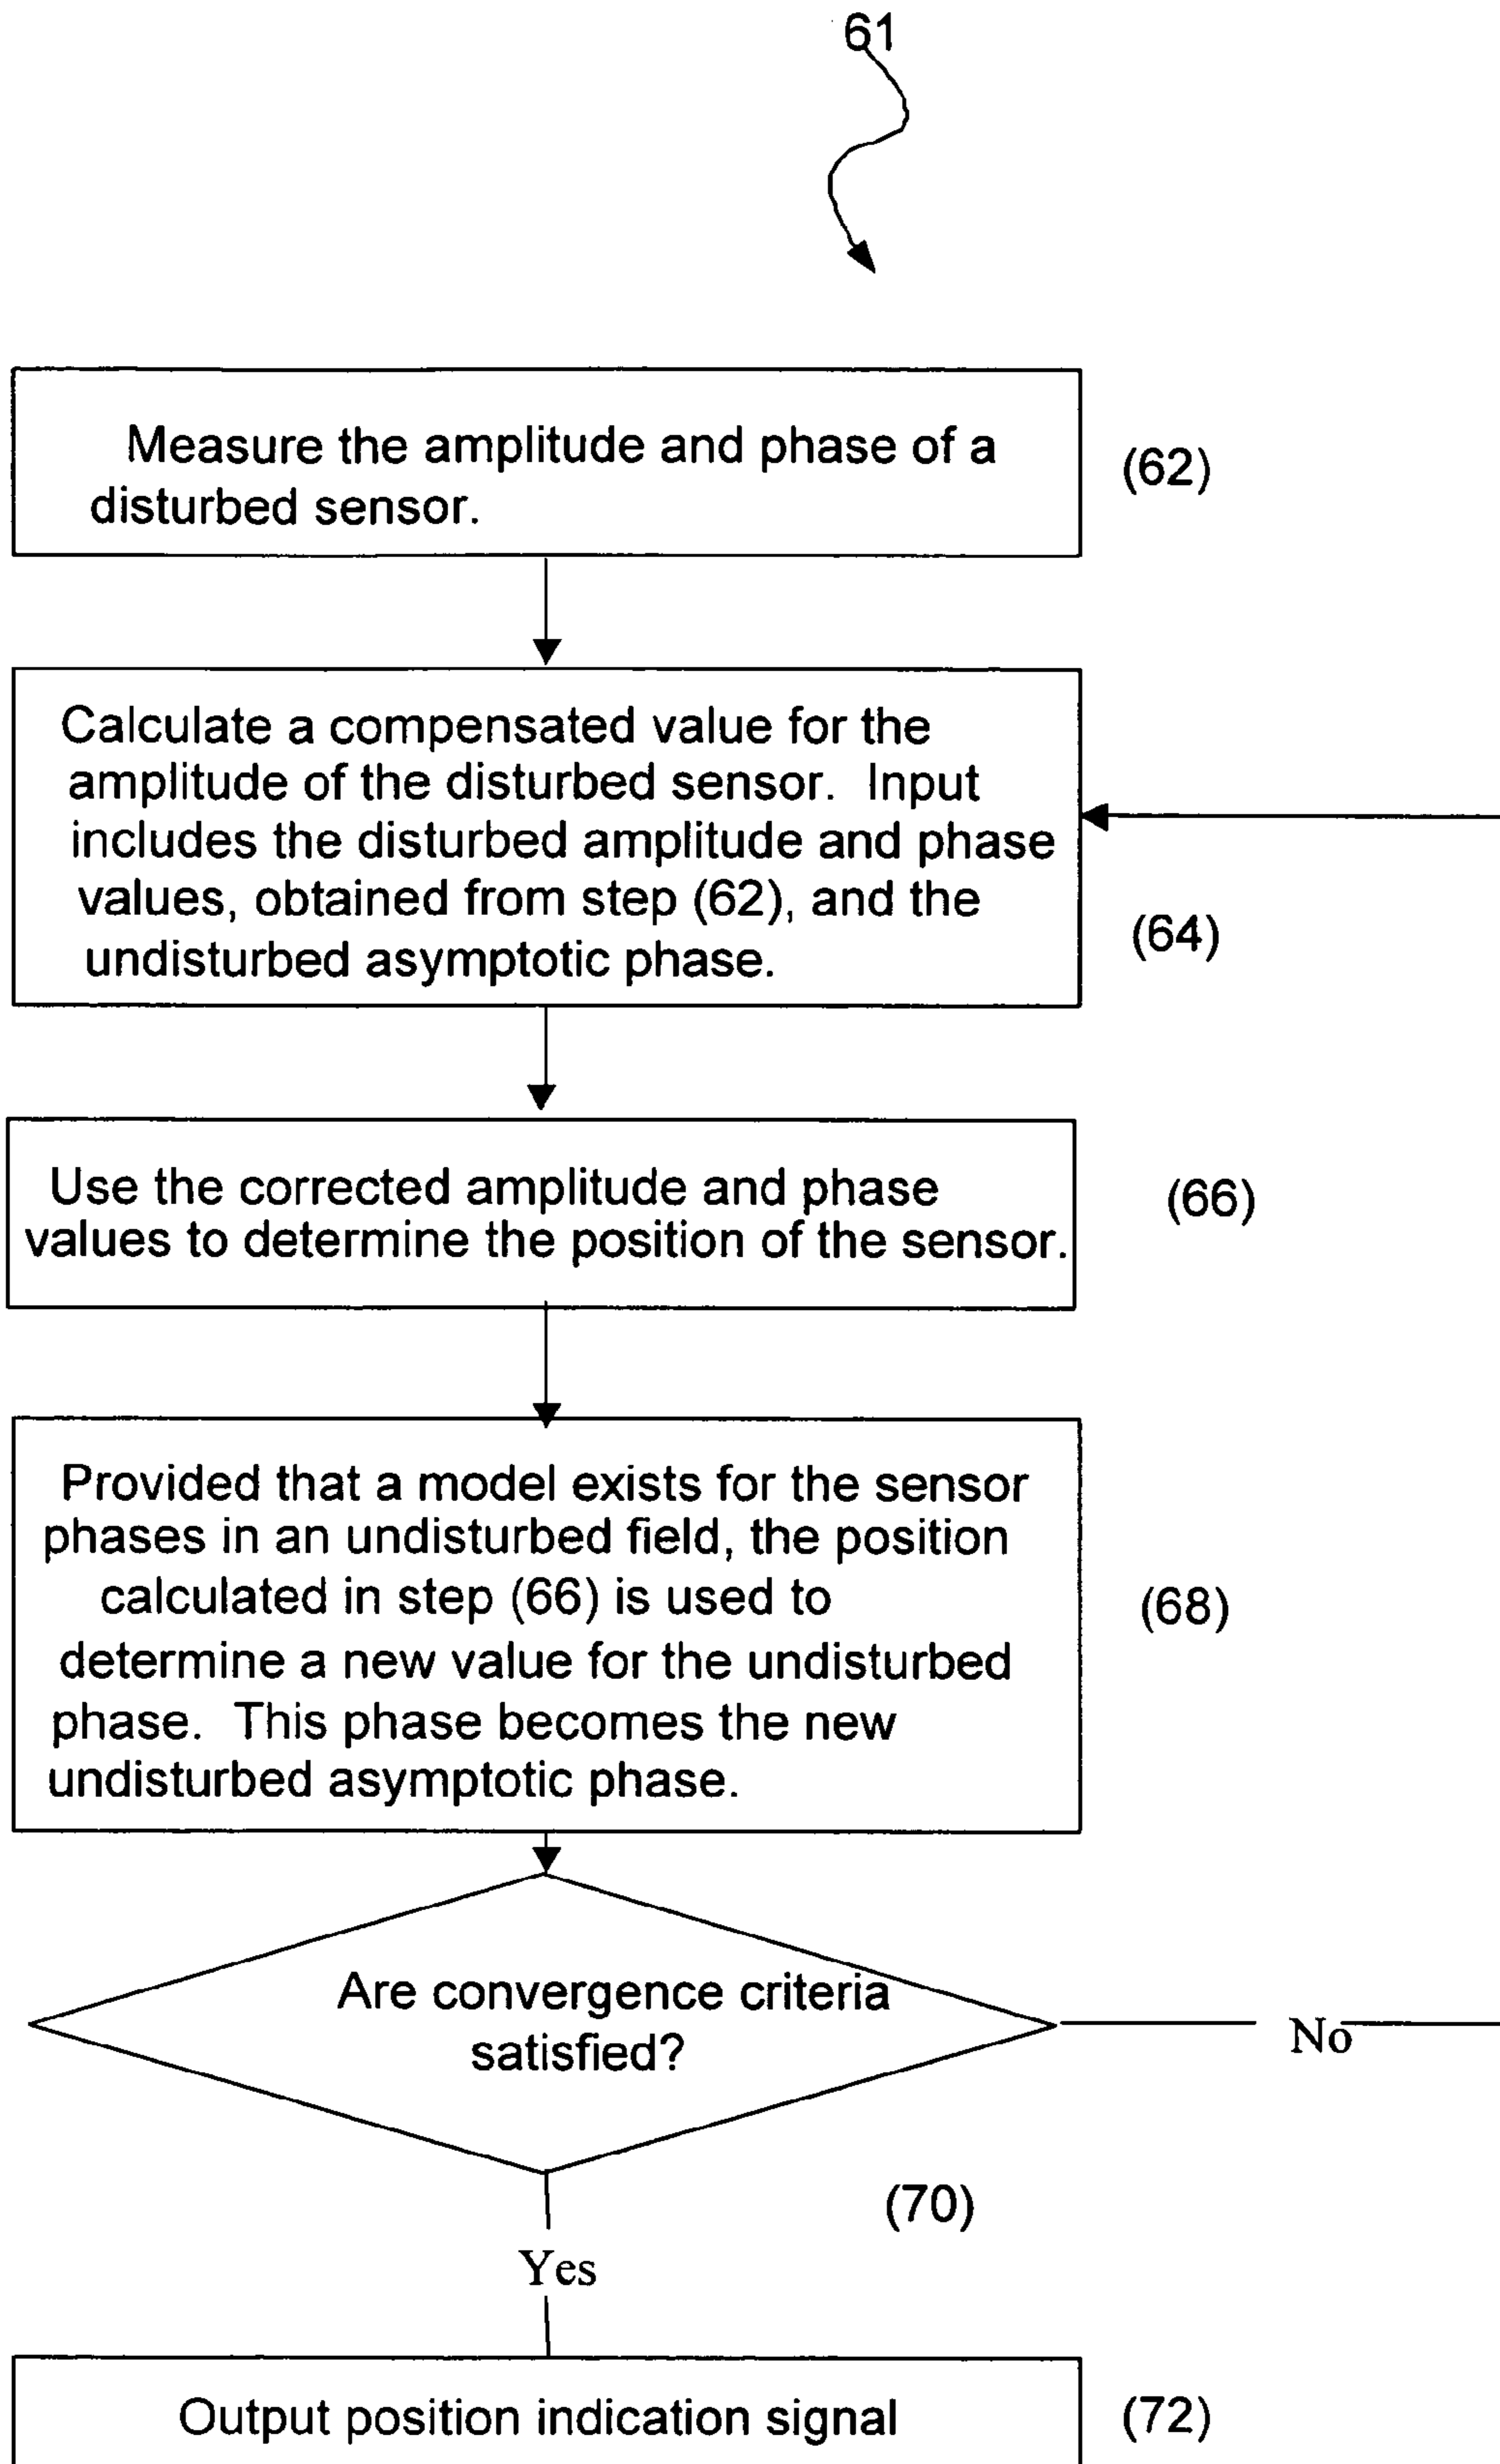 61
Measure the amplitude and phase of a
disturbed sensor.
(62)
Calculate a compensated value for the
amplitude of the disturbed sensor. Input
includes the disturbed amplitude and phase
values, obtained from step (62), and the
undisturbed asymptotic phase.
(64)
Use the corrected amplitude and phase
values to determine the position of the sensor.
(66)
Provided that a model exists for the sensor
phases in an undisturbed field, the position
calculated in step (66) is used to
determine a new value for the undisturbed
phase. This phase becomes the new
undisturbed asymptotic phase.
(68)
Are convergence criteria
satisfied?
No
(70)
Yes
Output position indication signal
(72)